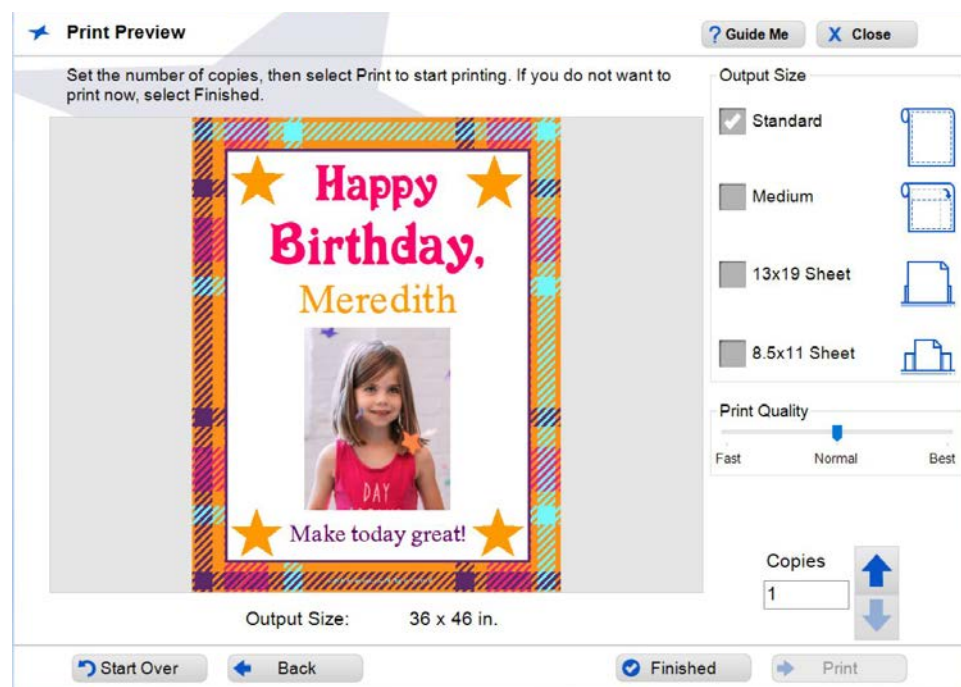 Print Preview
? Guide Me
X Close
Set the number of copies, then select Print to start printing. If you do not want to
print now, select Finished.
Output Size
Standard
Medium
13x19 Sheet
8.5x11 Sheet
Print Quality
Fast
Normal
Best
Happy
Birthday,
Meredith
DAY
Make today great!
Copies
1
Output Size: 36 x 46 in.
Start Over
Back
Finished
Print